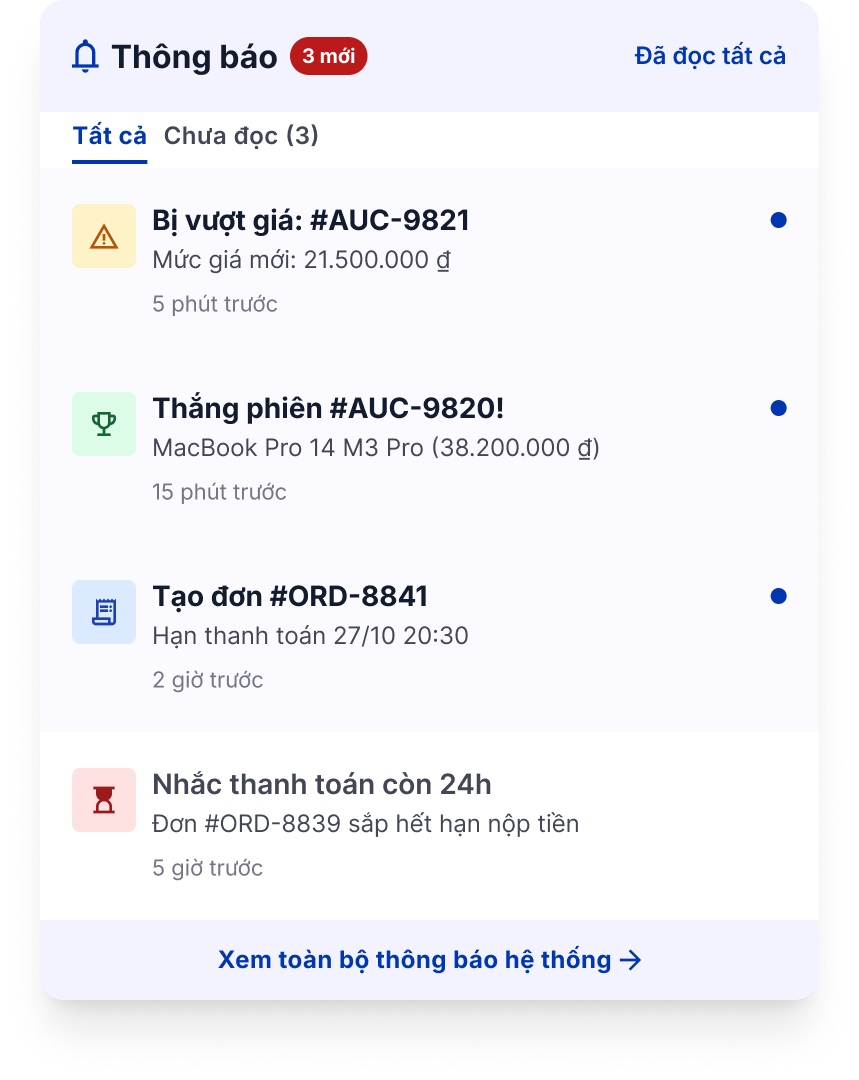 Thông báo 3 mới Đã đọc tất cả
Tất cả Chưa đọc (3)
Bị vượt giá: #AUC-9821
Mức giá mới: 21.500.000 ₫
5 phút trước
Thắng phiên #AUC-9820!
MacBook Pro 14 M3 Pro (38.200.000 ₫)
15 phút trước
Tạo đơn #ORD-8841
Hạn thanh toán 27/10 20:30
2 giờ trước
Nhắc thanh toán còn 24h
Đơn #ORD-8839 sắp hết hạn nộp tiền
5 giờ trước
Xem toàn bộ thông báo hệ thống →